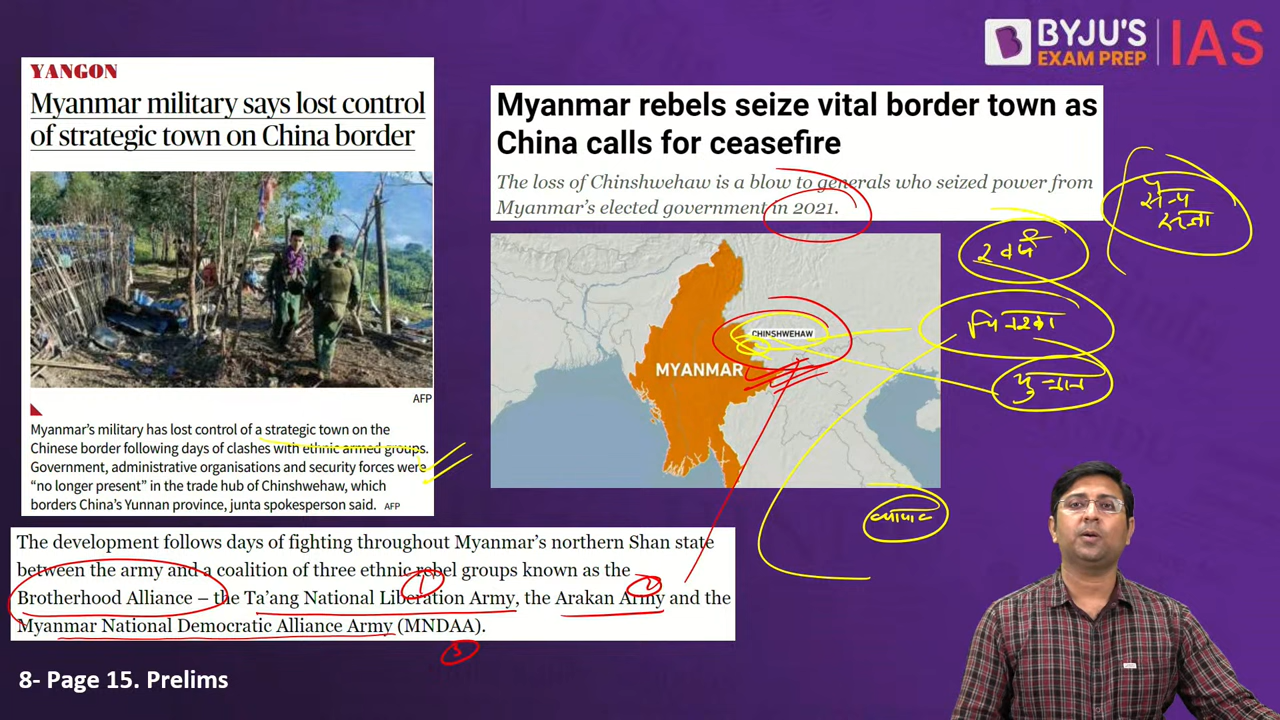 BYJU'S
EXAM PREP
IAS
YANGON
Myanmar military says lost control
of strategic town on China border
AFP
Myanmar's military has lost control of a strategic town on the
Chinese border following days of clashes with ethnic armed groups.
Government, administrative organisations and security forces were
“no longer present” in the trade hub of Chinshwehaw, which
borders China's Yunnan province, junta spokesperson said. AFP
Myanmar rebels seize vital border town as
China calls for ceasefire
The loss of Chinshwehaw is a blow to generals who seized power from
Myanmar's elected government in 2021.
CHINSHWEHAW
MYANMAR
सैन्य
सत्ता
2 वर्ष
युन्नान
व्यापार
The development follows days of fighting throughout Myanmar's northern Shan state
between the army and a coalition of three ethnic rebel groups known as the
Brotherhood Alliance – the Ta'ang National Liberation Army, the Arakan Army and the
Myanmar National Democratic Alliance Army (MNDAA).
1
2
3
8- Page 15. Prelims